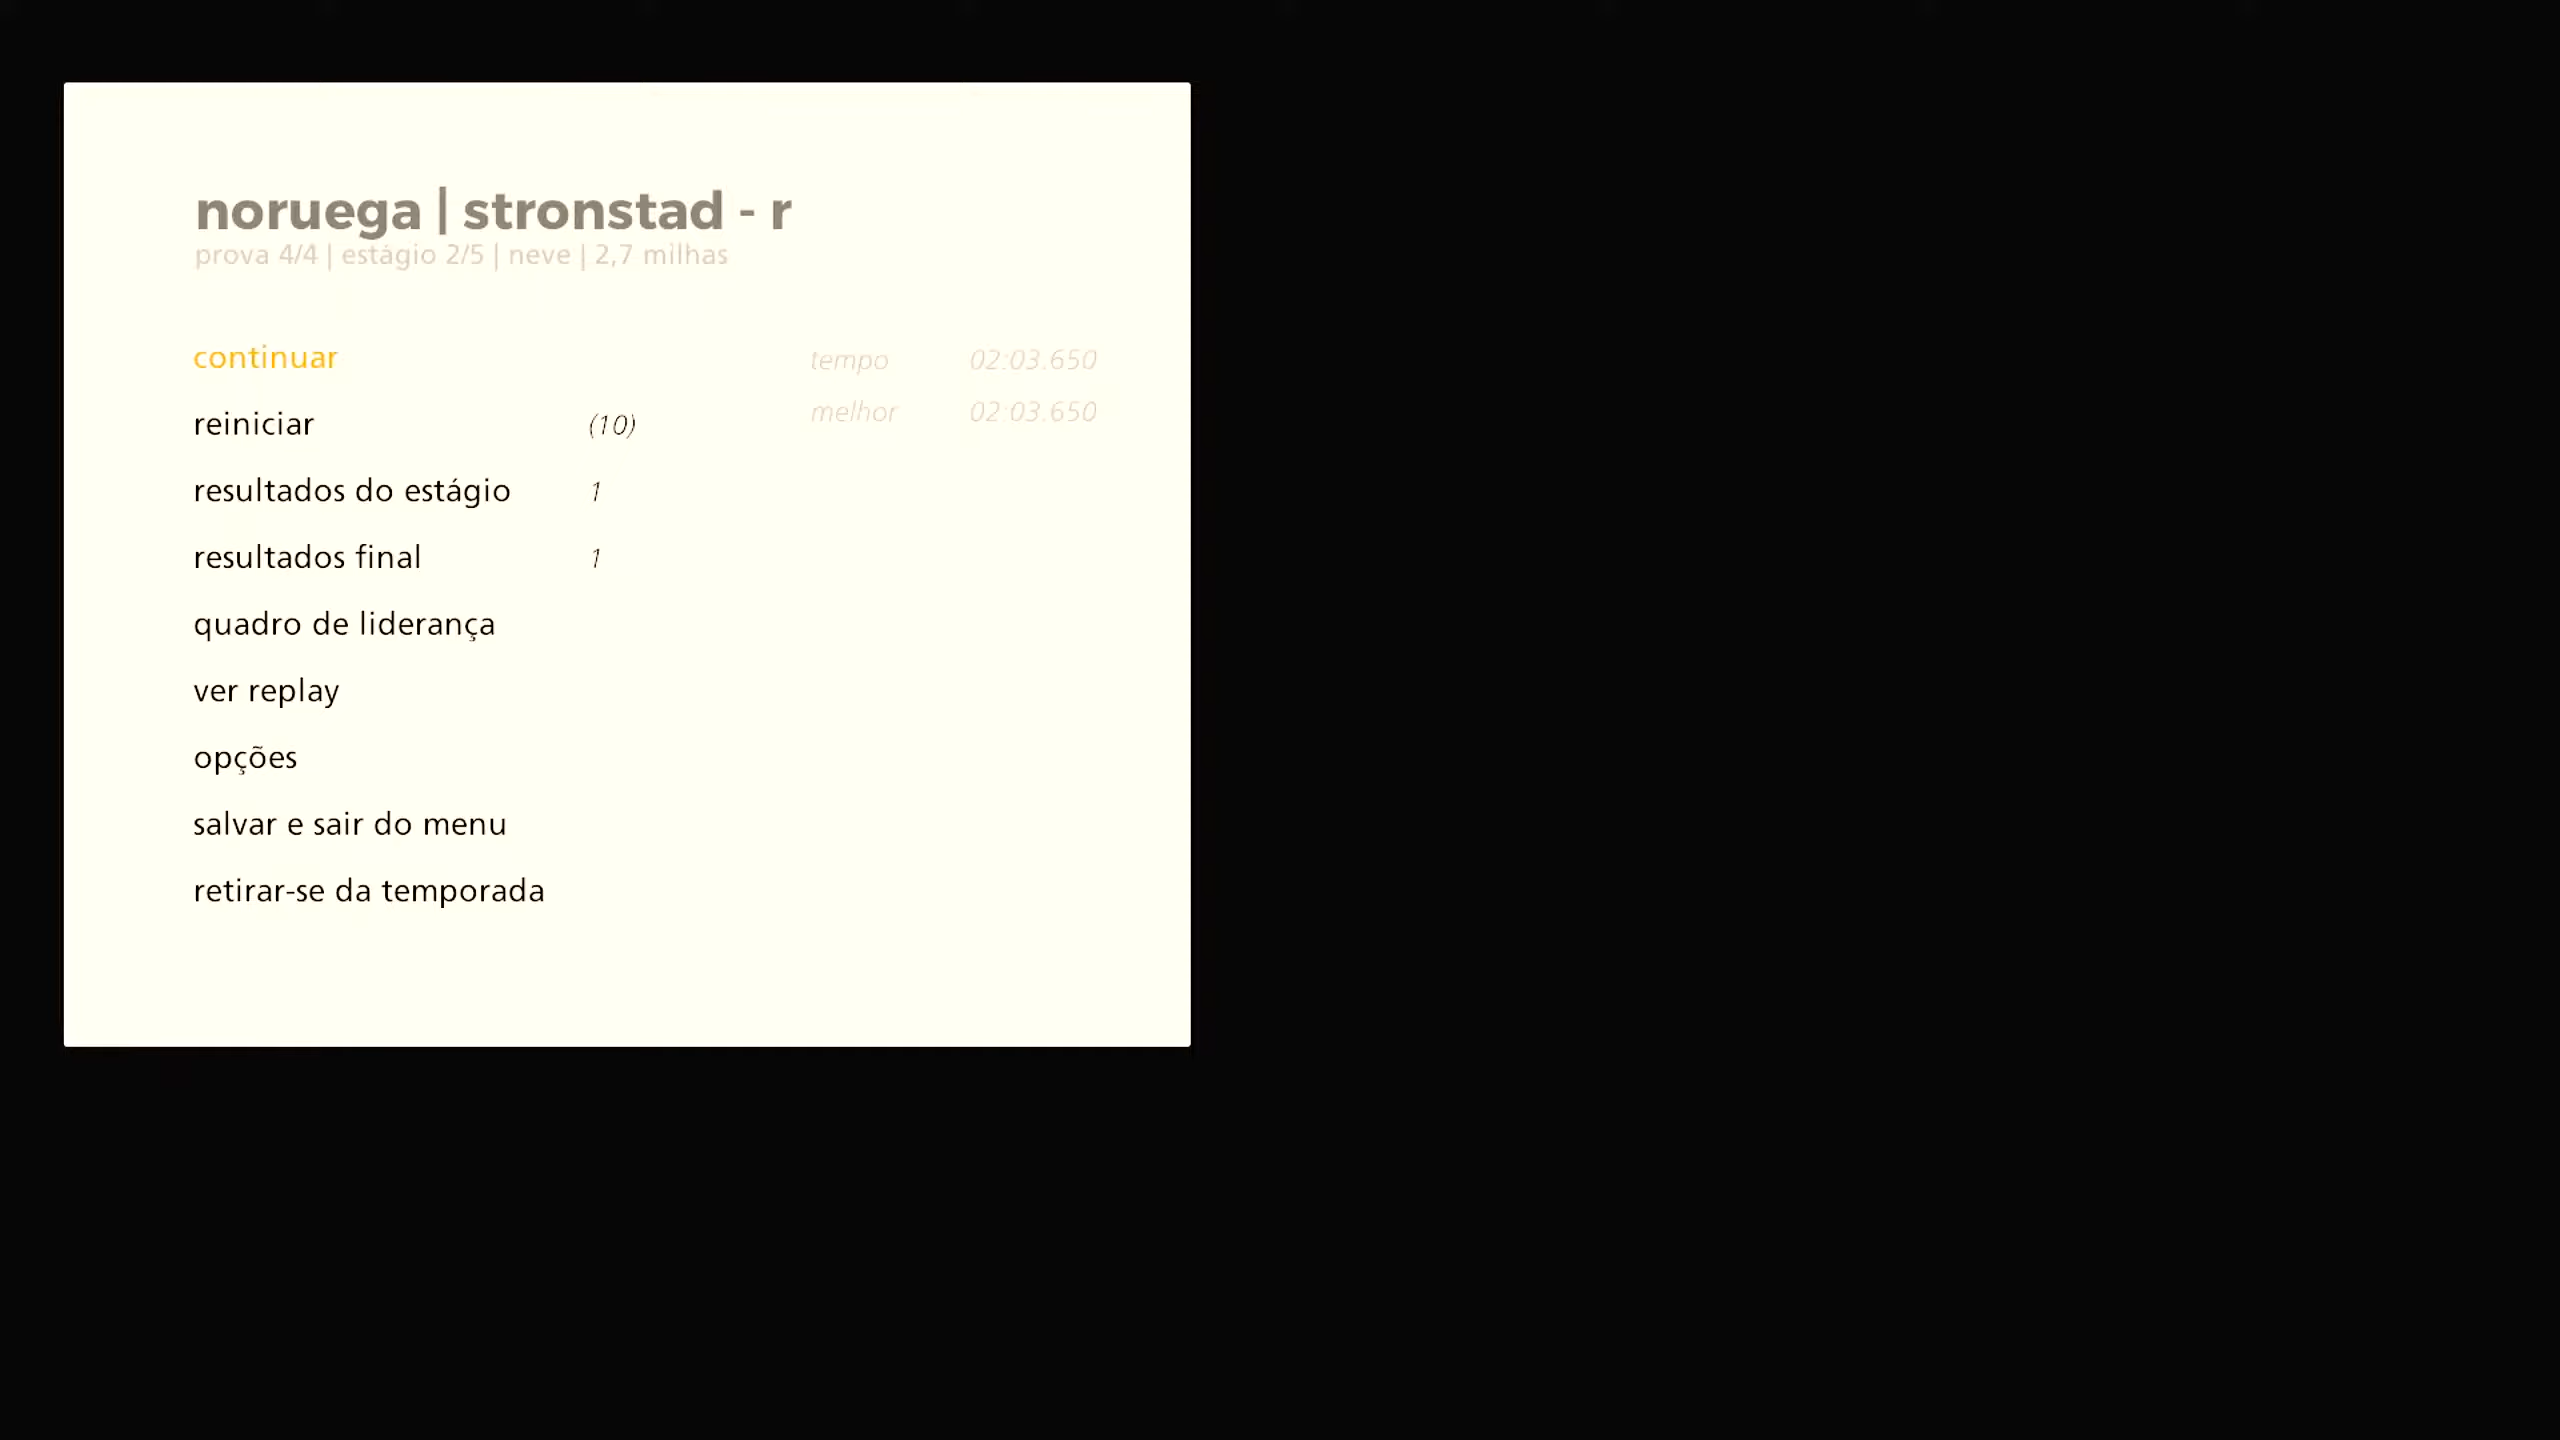 noruega | stronstad - r
prova 4/4 | estágio 2/5 | neve | 2,7 milhas
continuar
tempo 02:03.650
reiniciar (10)
melhor 02:03.650
resultados do estágio 1
resultados final 1
quadro de liderança
ver replay
opções
salvar e sair do menu
retirar-se da temporada